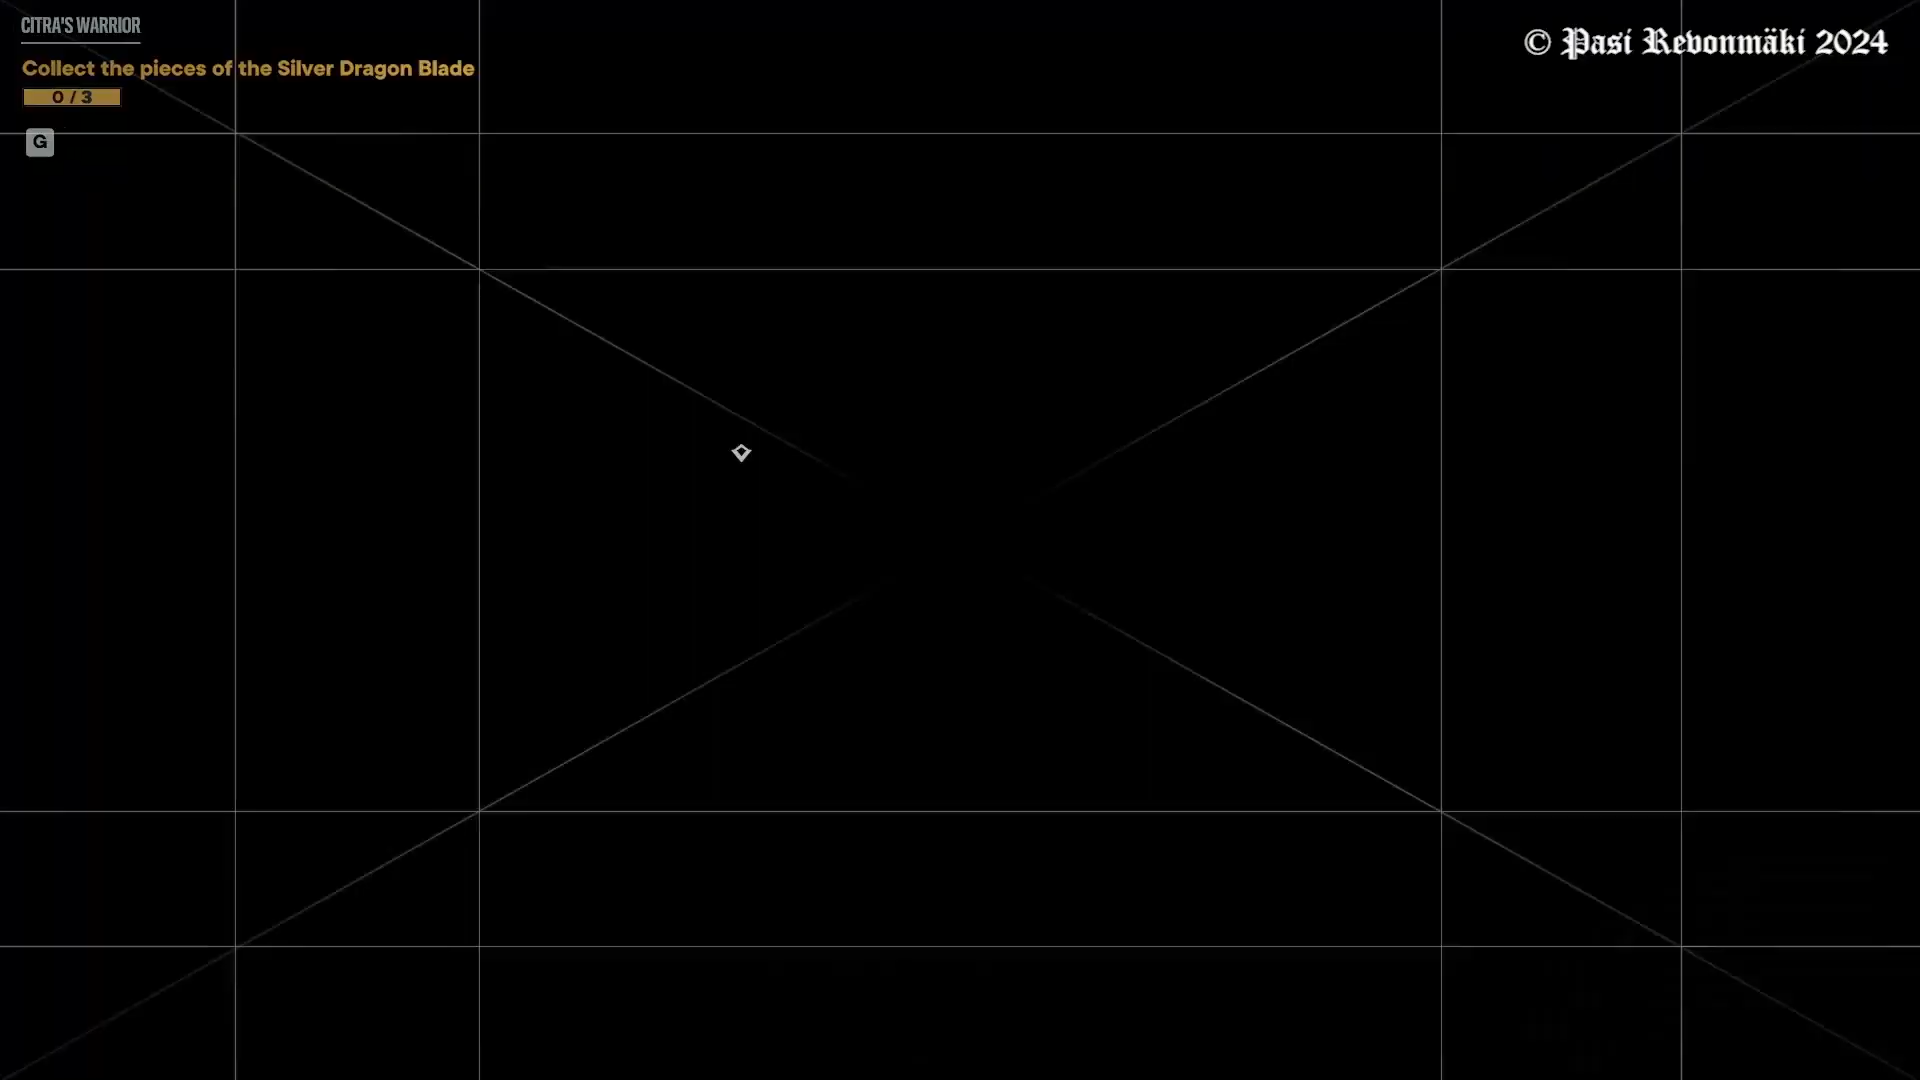 CITRA'S WARRIOR
© Pasi Revonmäki 2024
Collect the pieces of the Silver Dragon Blade
0 / 3
G